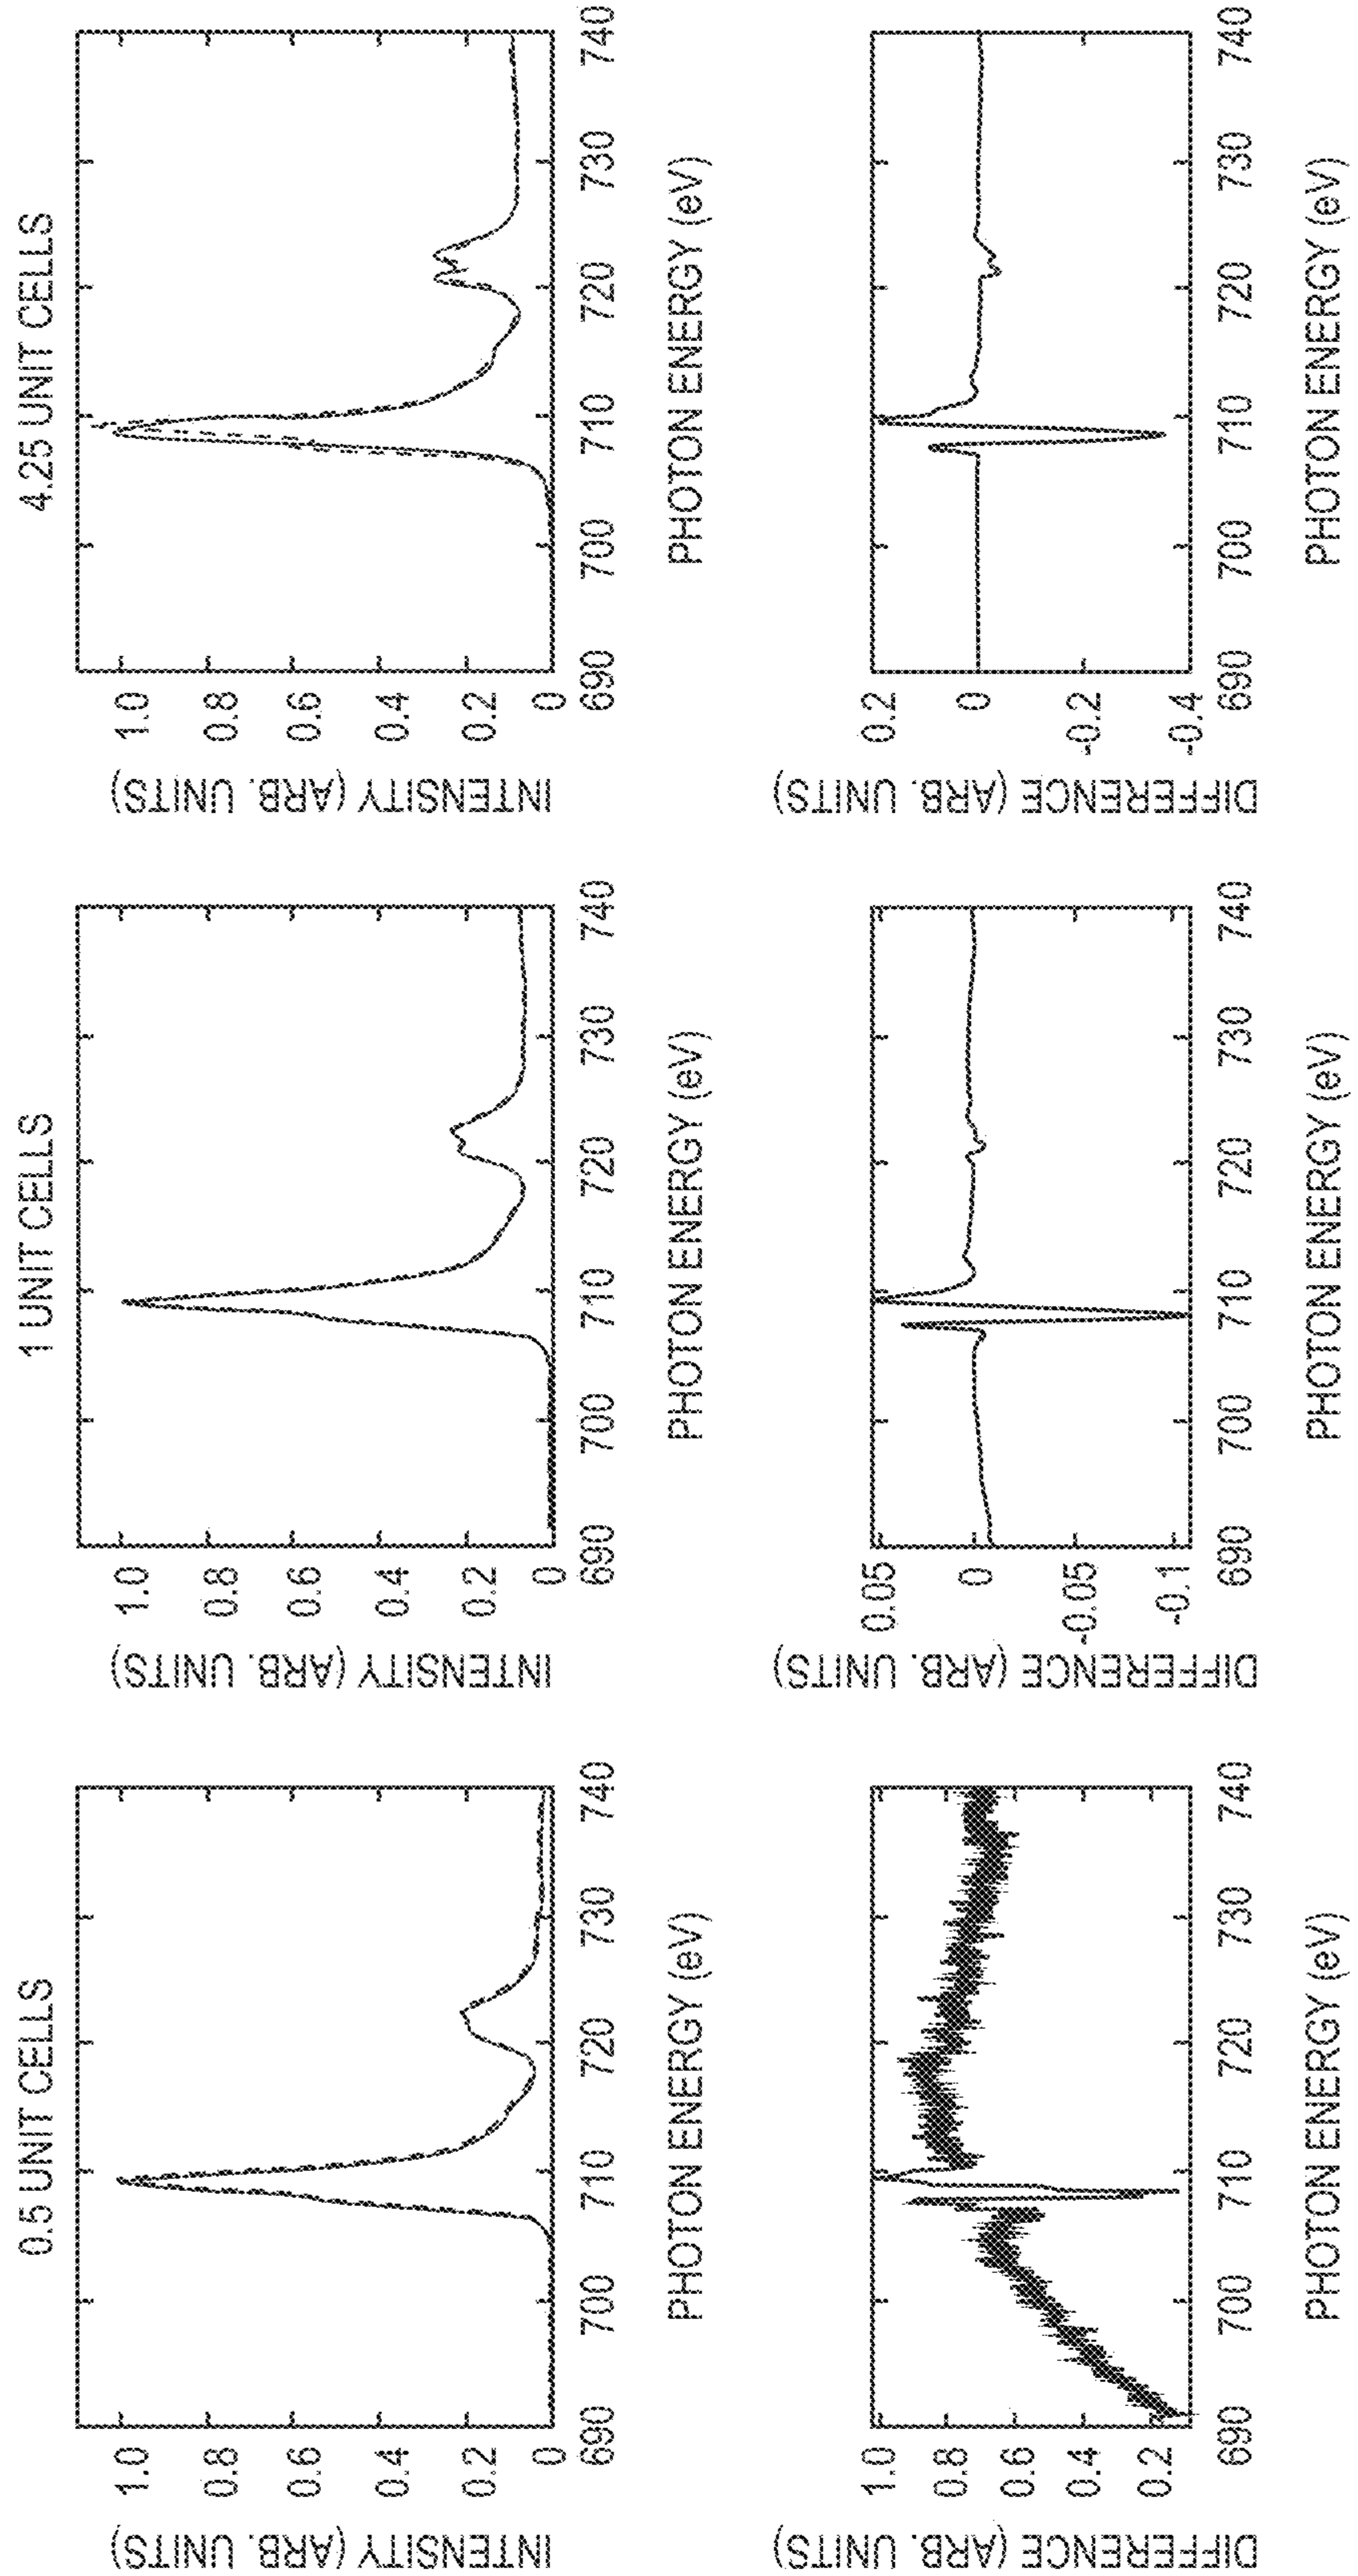 0.5 UNIT CELLS
INTENSITY (ARB. UNITS)
1.0
0.8
0.6
0.4
0.2
0
690 700 710 720 730 740
PHOTON ENERGY (eV)
DIFFERENCE (ARB. UNITS)
1.0
0.8
0.6
0.4
0.2
690 700 710 720 730 740
PHOTON ENERGY (eV)
1 UNIT CELLS
INTENSITY (ARB. UNITS)
1.0
0.8
0.6
0.4
0.2
0
690 700 710 720 730 740
PHOTON ENERGY (eV)
DIFFERENCE (ARB. UNITS)
0.05
0
-0.05
-0.1
690 700 710 720 730 740
PHOTON ENERGY (eV)
4.25 UNIT CELLS
INTENSITY (ARB. UNITS)
1.0
0.8
0.6
0.4
0.2
0
690 700 710 720 730 740
PHOTON ENERGY (eV)
DIFFERENCE (ARB. UNITS)
0.2
0
-0.2
-0.4
690 700 710 720 730 740
PHOTON ENERGY (eV)